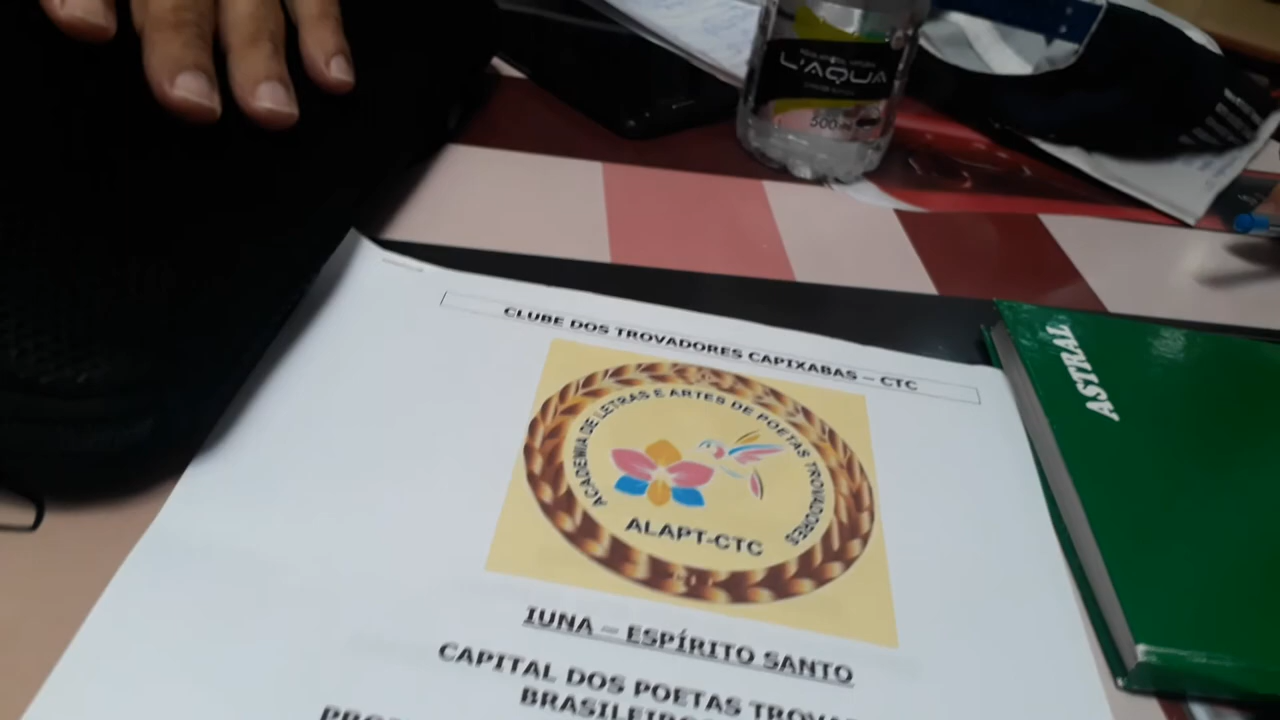 L'AQUA
500
CLUBE DOS TROVADORES CAPIXABAS – CTC
ACADEMIA DE LETRAS E ARTES DE POETAS TROVADORES
ALAPT-CTC
IUNA – ESPÍRITO SANTO
CAPITAL DOS POETAS
ASTRAL